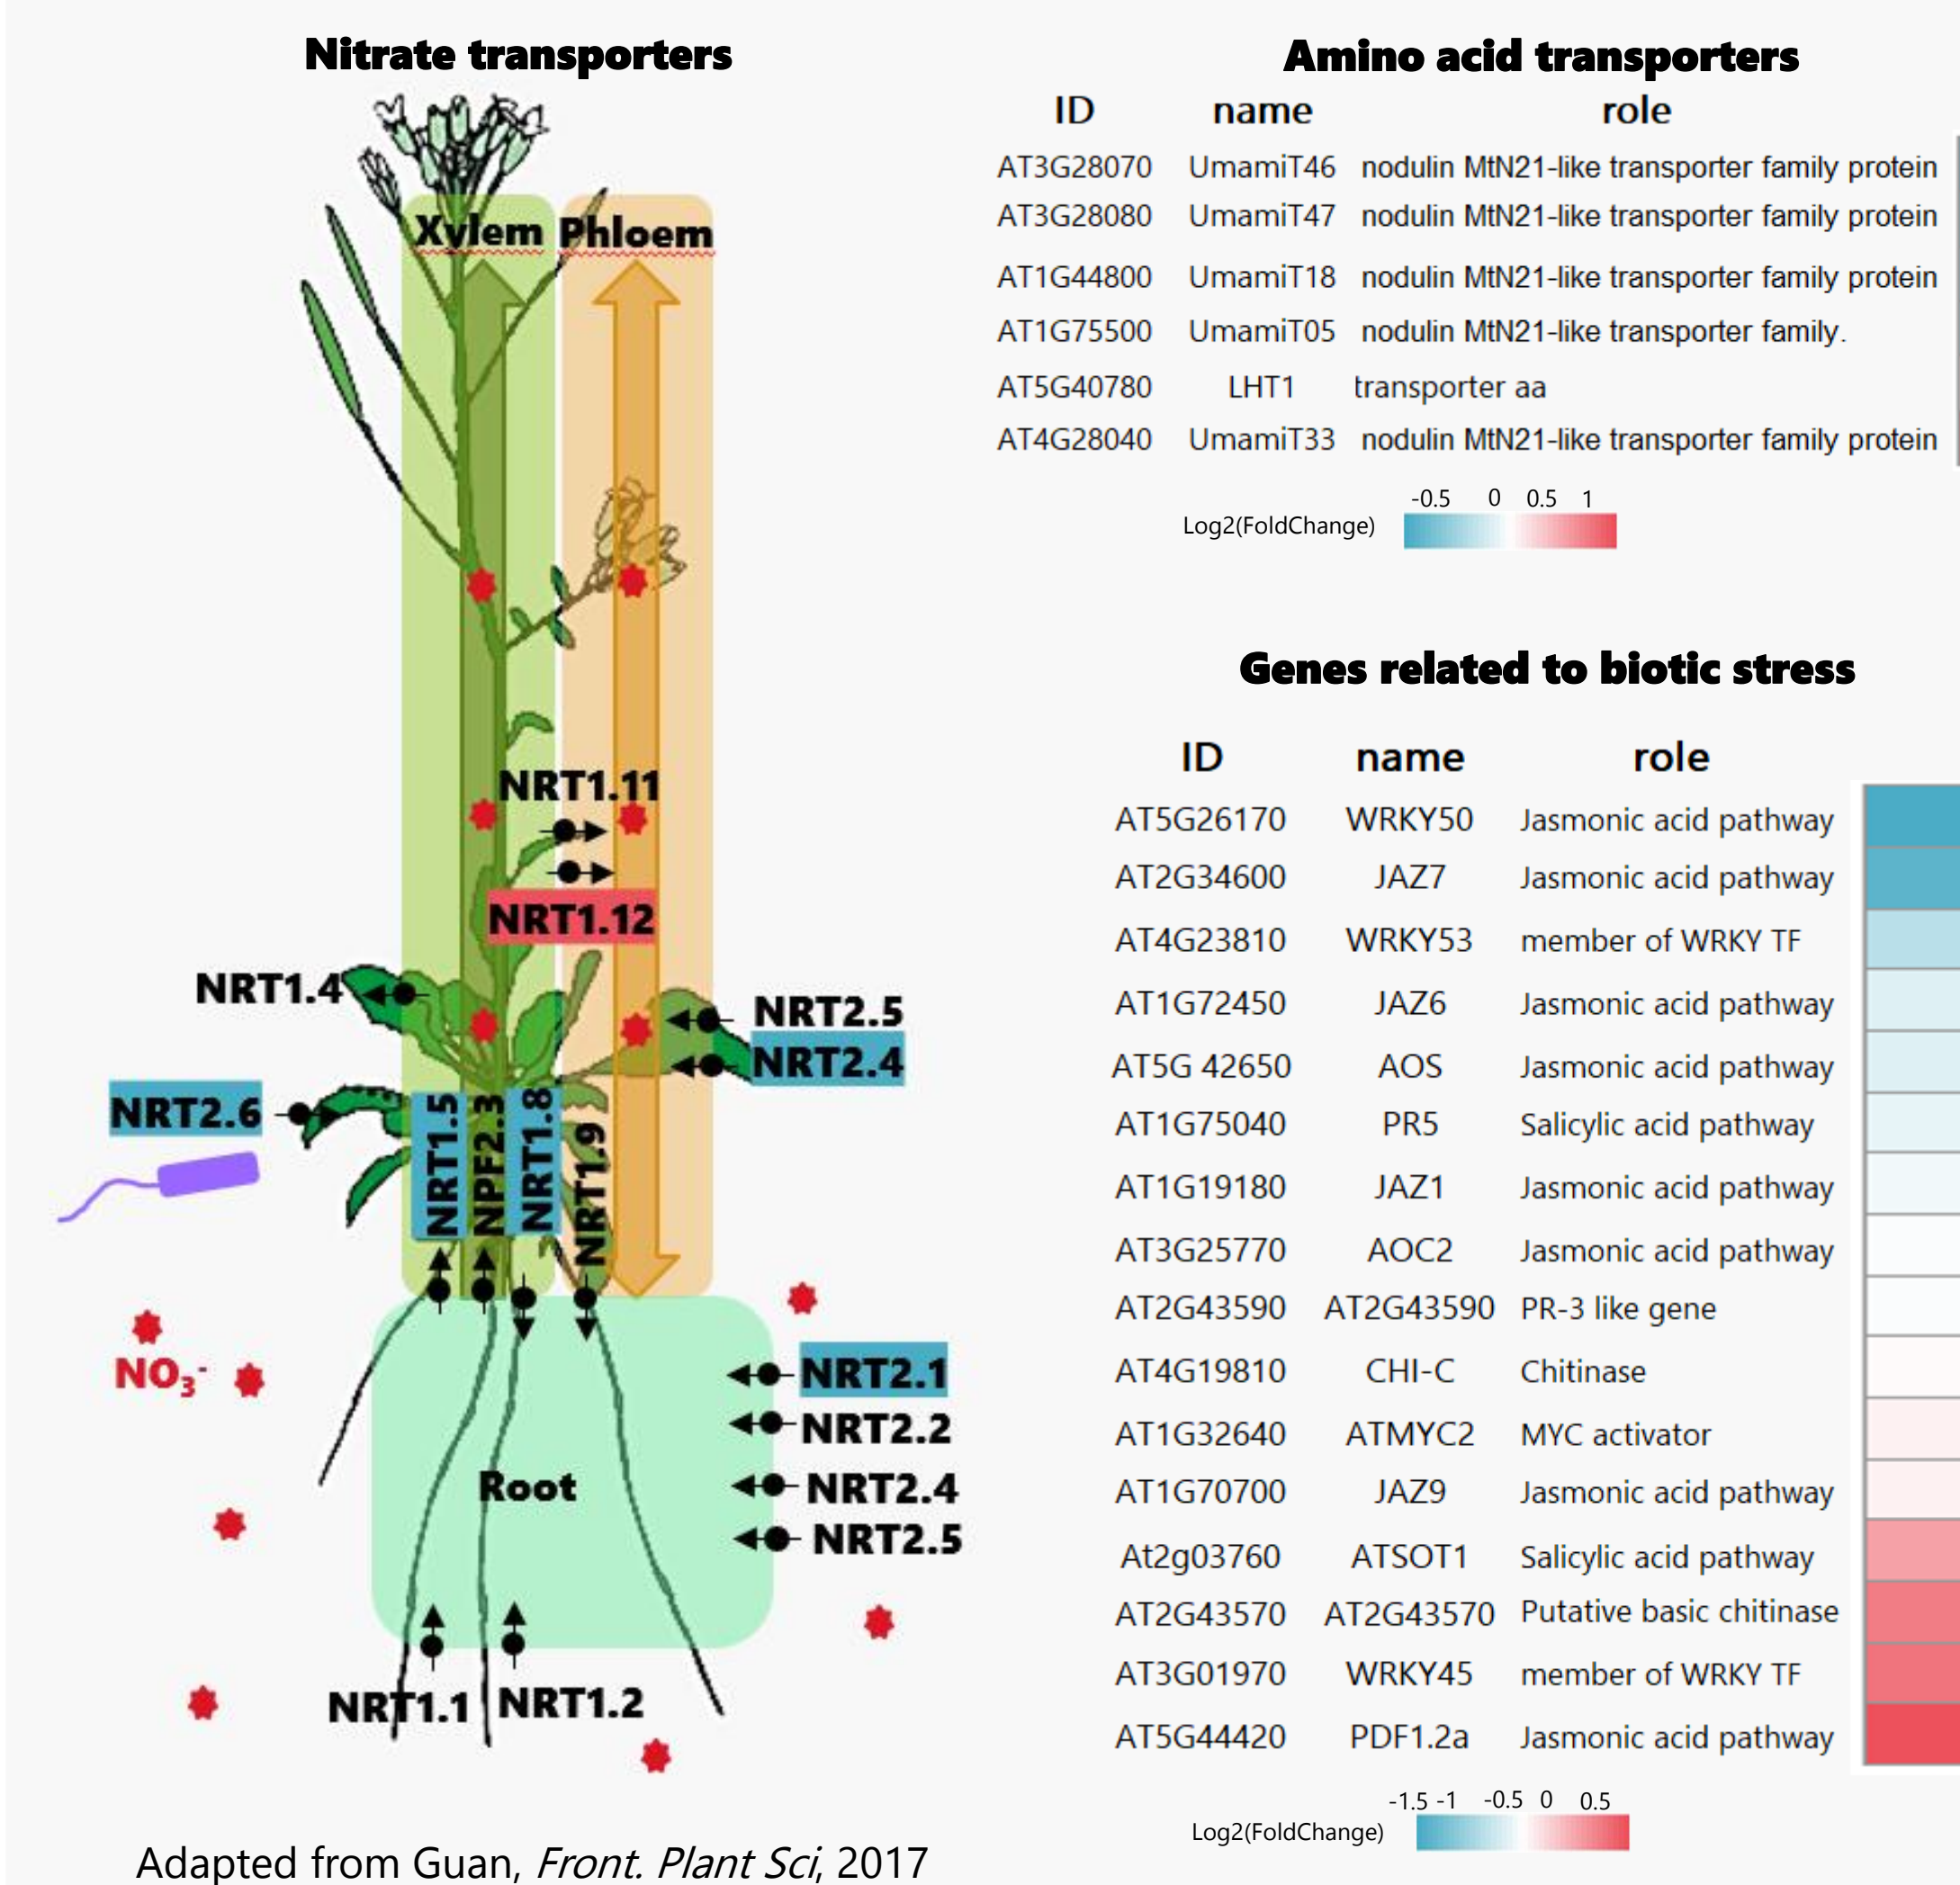 Nitrate transporters
Xylem Phloem
NRT1.11
NRT1.12
NRT1.4
NRT2.5
NRT2.4
NRT2.6
NRT1.5
NPF2.3
NRT1.8
NRT1.9
NO3-
NRT2.1
NRT2.2
NRT2.4
NRT2.5
Root
NRT1.1 NRT1.2
Adapted from Guan, Front. Plant Sci, 2017
Amino acid transporters
ID name role
AT3G28070 UmamiT46 nodulin MtN21-like transporter family protein
AT3G28080 UmamiT47 nodulin MtN21-like transporter family protein
AT1G44800 UmamiT18 nodulin MtN21-like transporter family protein
AT1G75500 UmamiT05 nodulin MtN21-like transporter family.
AT5G40780 LHT1 transporter aa
AT4G28040 UmamiT33 nodulin MtN21-like transporter family protein
-0.5 0 0.5 1
Log2(FoldChange)
Genes related to biotic stress
ID name role
AT5G26170 WRKY50 Jasmonic acid pathway
AT2G34600 JAZ7 Jasmonic acid pathway
AT4G23810 WRKY53 member of WRKY TF
AT1G72450 JAZ6 Jasmonic acid pathway
AT5G 42650 AOS Jasmonic acid pathway
AT1G75040 PR5 Salicylic acid pathway
AT1G19180 JAZ1 Jasmonic acid pathway
AT3G25770 AOC2 Jasmonic acid pathway
AT2G43590 AT2G43590 PR-3 like gene
AT4G19810 CHI-C Chitinase
AT1G32640 ATMYC2 MYC activator
AT1G70700 JAZ9 Jasmonic acid pathway
At2g03760 ATSOT1 Salicylic acid pathway
AT2G43570 AT2G43570 Putative basic chitinase
AT3G01970 WRKY45 member of WRKY TF
AT5G44420 PDF1.2a Jasmonic acid pathway
-1.5 -1 -0.5 0 0.5
Log2(FoldChange)